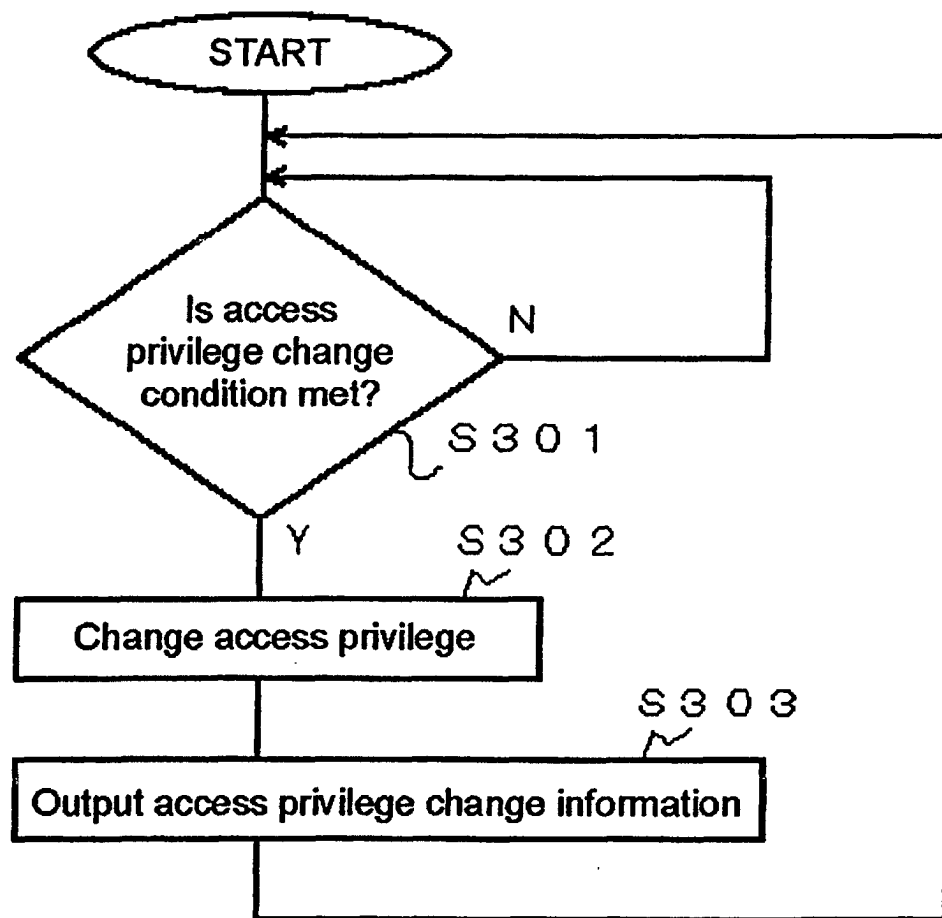 START
Is access
privilege change
condition met?
N
S301
Y
S302
Change access privilege
S303
Output access privilege change information